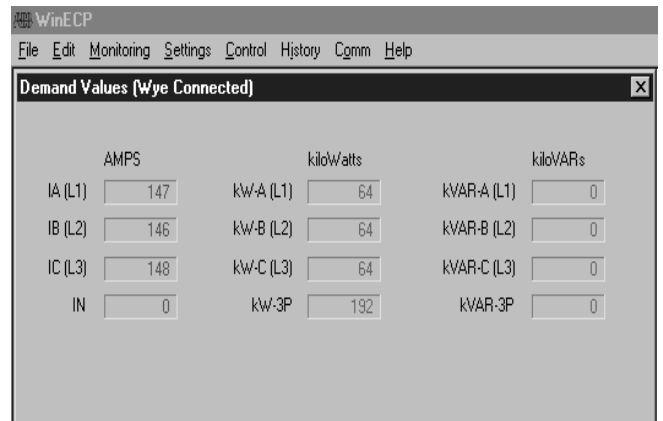 WinECP
File Edit Monitoring Settings Control History Comm Help
Demand Values (Wye Connected)
AMPS kiloWatts kiloVARs
IA (L1) 147 kW-A (L1) 64 kVAR-A (L1) 0
IB (L2) 146 kW-B (L2) 64 kVAR-B (L2) 0
IC (L3) 148 kW-C (L3) 64 kVAR-C (L3) 0
IN 0 kW-3P 192 kVAR-3P 0